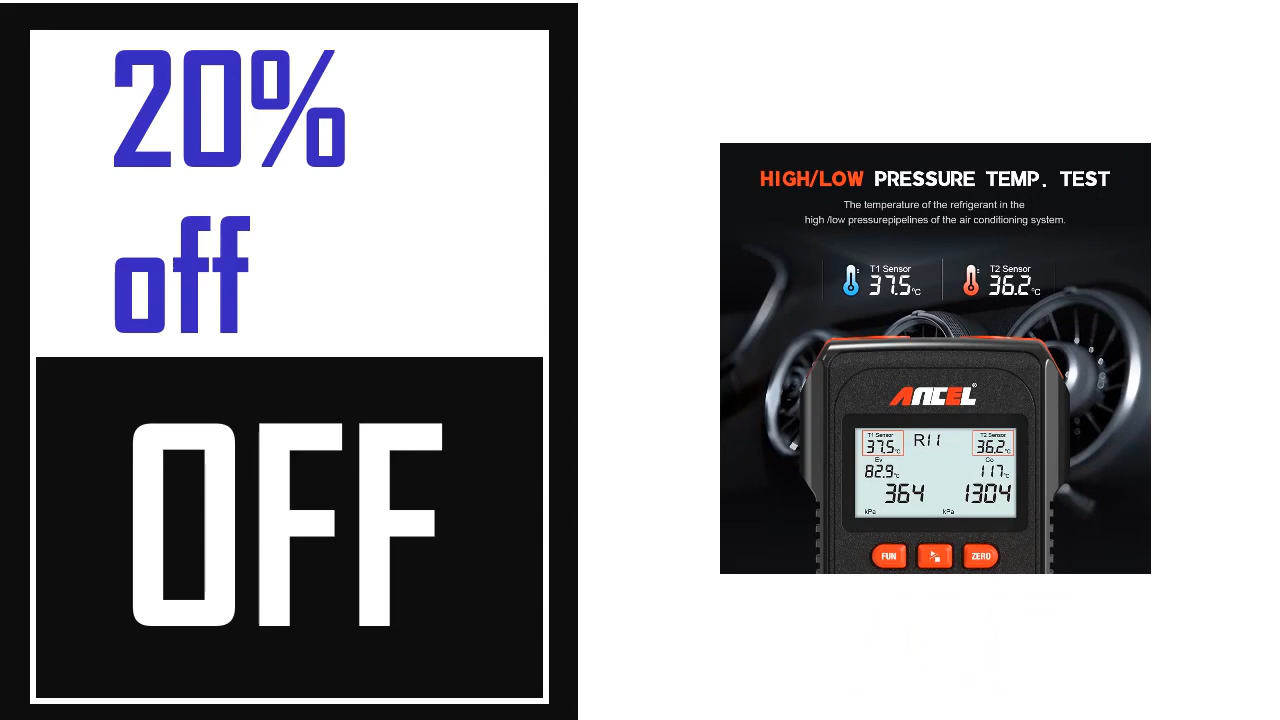 20%
off
OFF
HIGH/LOW PRESSURE TEMP. TEST
The temperature of the refrigerant in the
high /low pressurepipelines of the air conditioning system.
T1 Sensor
37.5°C
T2 Sensor
36.2°C
ANCEL®
T1 Sensor
37.5°C
R11
T2 Sensor
36.2°C
Ev
82.9°C
Co
117°C
364
1304
kPa
kPa
FUN
ZERO